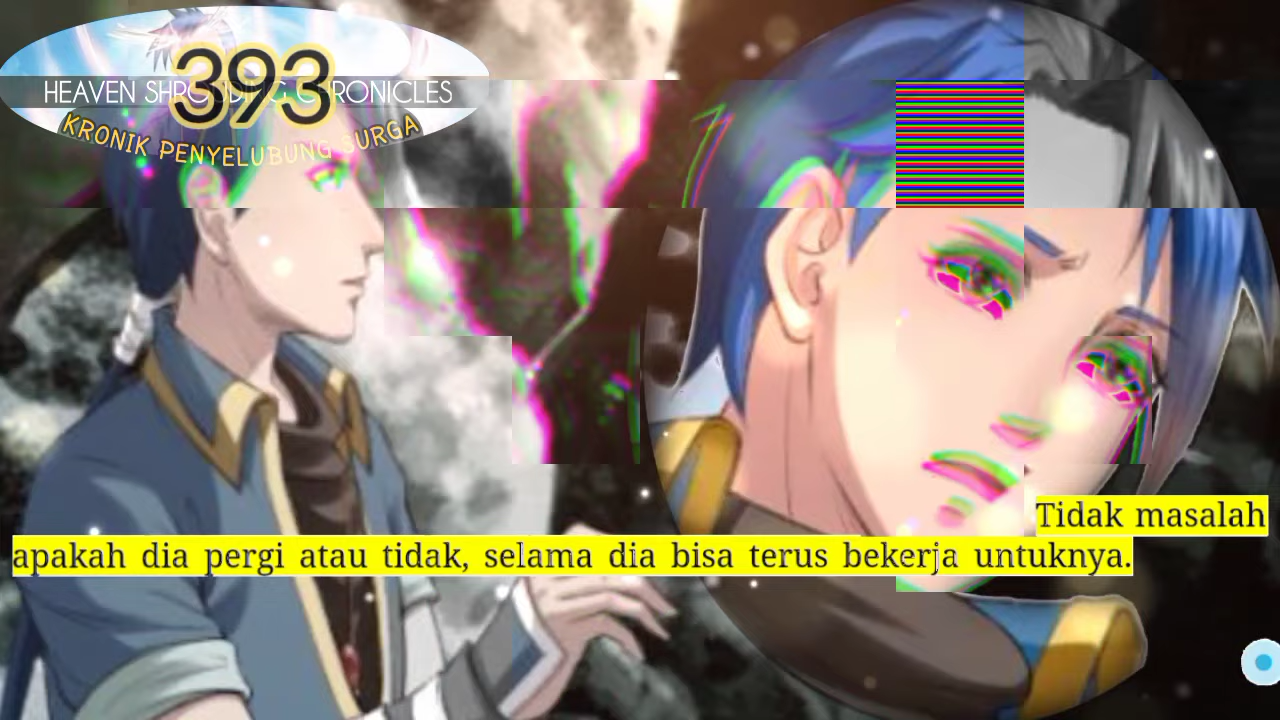 393
HEAVEN SHROUDING CHRONICLES
KRONIK PENYELUBUNG SURGA
Tidak masalah
apakah dia pergi atau tidak, selama dia bisa terus bekerja untuknya.